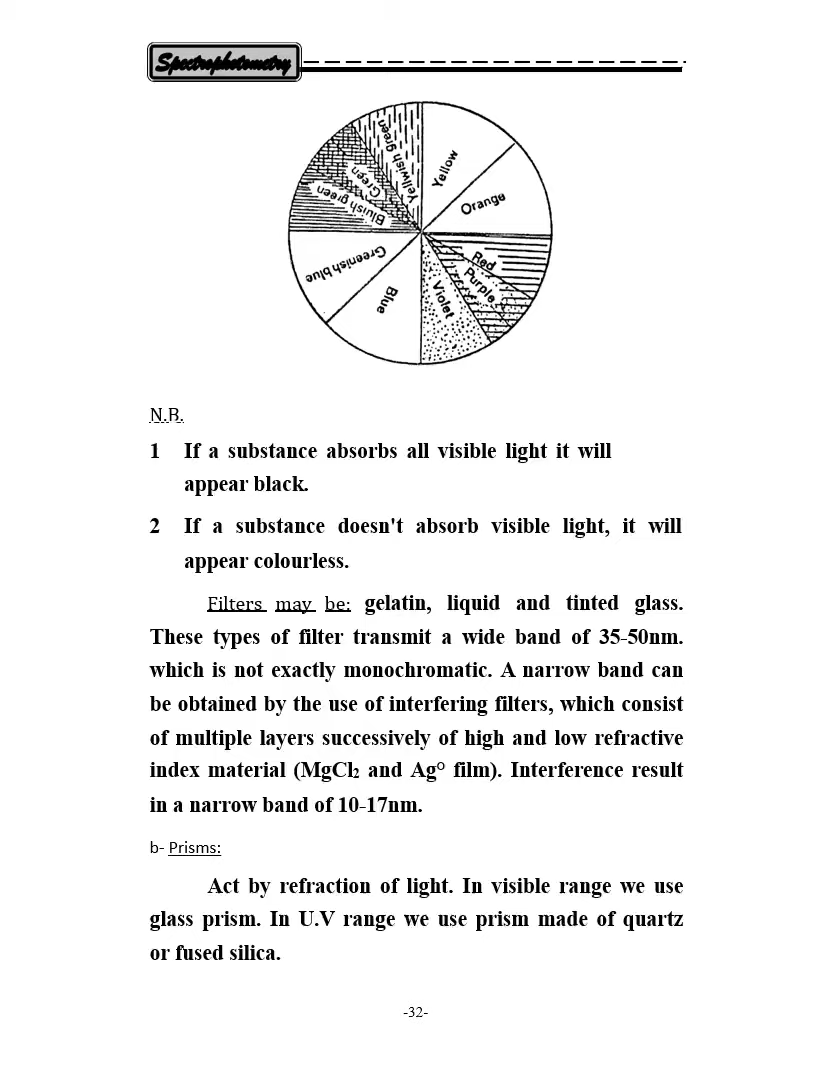 Spectrophotometry
Yellwish green
Yellow
Green
Orange
Bluish green
Greenish blue
Red
Purple
Blue
Violet
N.B.
1 If a substance absorbs all visible light it will
appear black.
2 If a substance doesn't absorb visible light, it will
appear colourless.
Filters may be: gelatin, liquid and tinted glass.
These types of filter transmit a wide band of 35-50nm.
which is not exactly monochromatic. A narrow band can
be obtained by the use of interfering filters, which consist
of multiple layers successively of high and low refractive
index material (MgCl₂ and Ag° film). Interference result
in a narrow band of 10-17nm.
b- Prisms:
Act by refraction of light. In visible range we use
glass prism. In U.V range we use prism made of quartz
or fused silica.
-32-